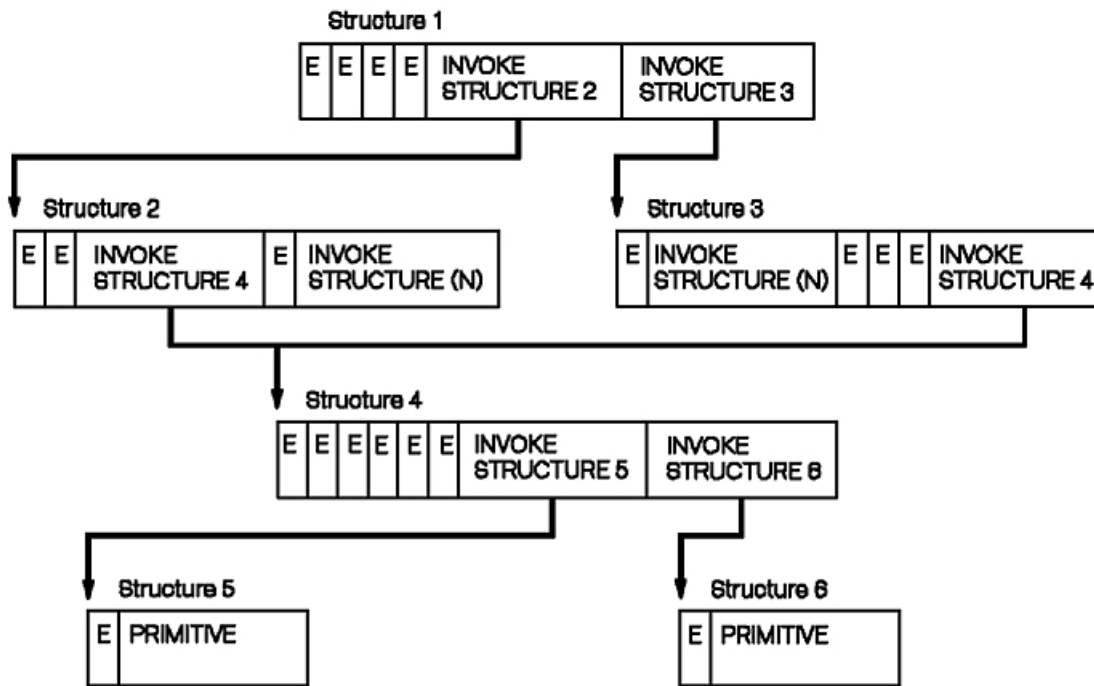 Structure 1
E E E E INVOKE STRUCTURE 2 INVOKE STRUCTURE 3
Structure 2
Structure 3
E E INVOKE STRUCTURE 4 E INVOKE STRUCTURE (N)
E INVOKE STRUCTURE (N) E E E INVOKE STRUCTURE 4
Structure 4
E E E E E E INVOKE STRUCTURE 5 INVOKE STRUCTURE 6
Structure 5
Structure 6
E PRIMITIVE
E PRIMITIVE